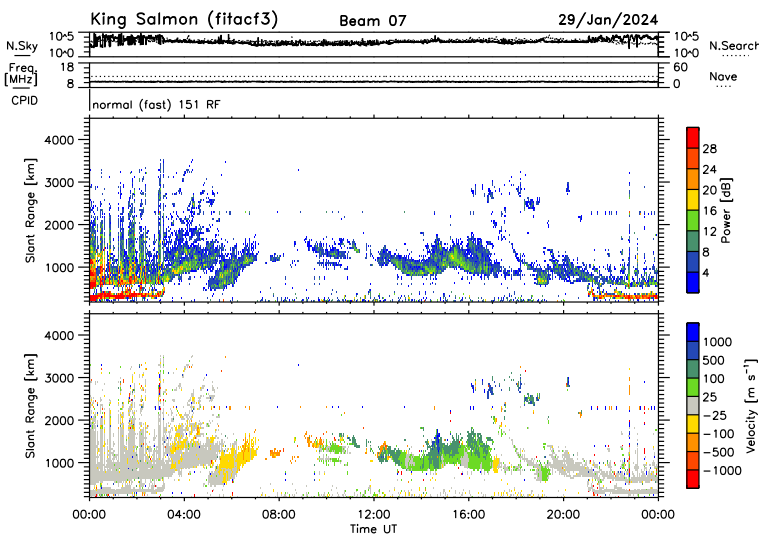 King Salmon (fitacf3) Beam 07 29/Jan/2024
N.Sky 10^5 10^0 10^5 10^0 N.Search
Freq [MHz] 18 8 60 0 Nave
CPID normal (fast) 151 RF
Slant Range [km]
4000
3000
2000
1000
Power [dB]
28
24
20
16
12
8
4
Slant Range [km]
4000
3000
2000
1000
Velocity [m s⁻¹]
1000
500
100
25
−25
−100
−500
−1000
00:00 04:00 08:00 12:00 16:00 20:00 00:00
Time UT